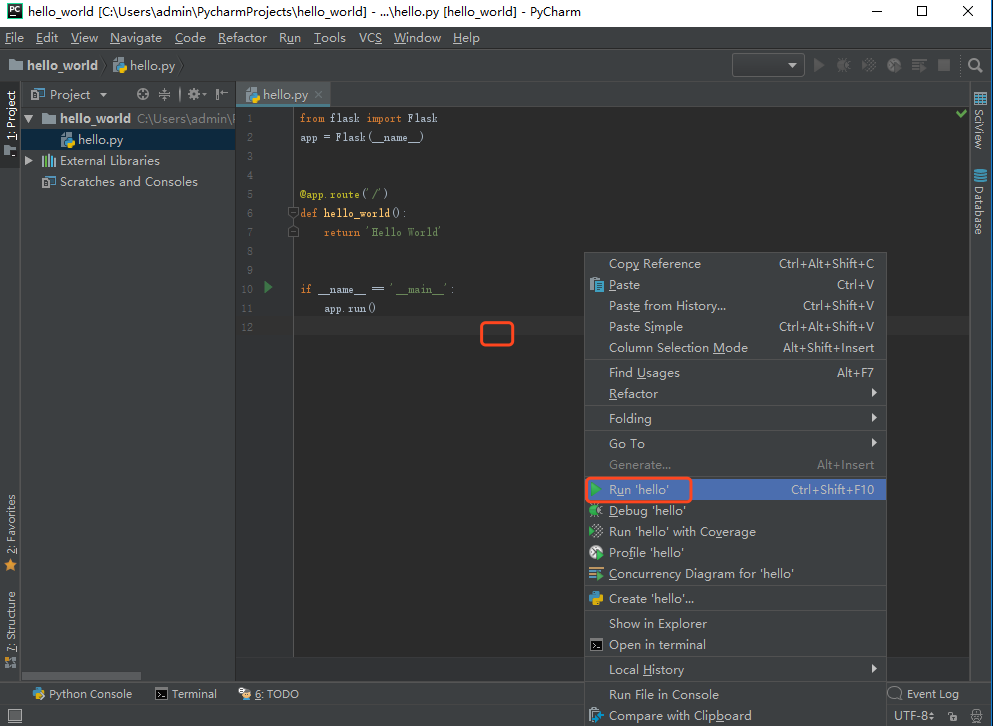 hello_world [C:\Users\admin\PycharmProjects\hello_world] - ...\hello.py [hello_world] - PyCharm
File Edit View Navigate Code Refactor Run Tools VCS Window Help
hello_world hello.py
1: Project
Project
hello_world C:\Users\admin\
hello.py
External Libraries
Scratches and Consoles
2: Favorites
7: Structure
hello.py
1 from flask import Flask
2 app = Flask(__name__)
3
4
5 @app.route('/')
6 def hello_world():
7 return 'Hello World'
8
9
10 if __name__ == '__main__':
11 app.run()
12
Copy Reference Ctrl+Alt+Shift+C
Paste Ctrl+V
Paste from History... Ctrl+Shift+V
Paste Simple Ctrl+Alt+Shift+V
Column Selection Mode Alt+Shift+Insert
Find Usages Alt+F7
Refactor
Folding
Go To
Generate... Alt+Insert
Run 'hello' Ctrl+Shift+F10
Debug 'hello'
Run 'hello' with Coverage
Profile 'hello'
Concurrency Diagram for 'hello'
Create 'hello'...
Show in Explorer
Open in terminal
Local History
Run File in Console
Compare with Clipboard
SciView
Database
Python Console Terminal 6: TODO Event Log
UTF-8